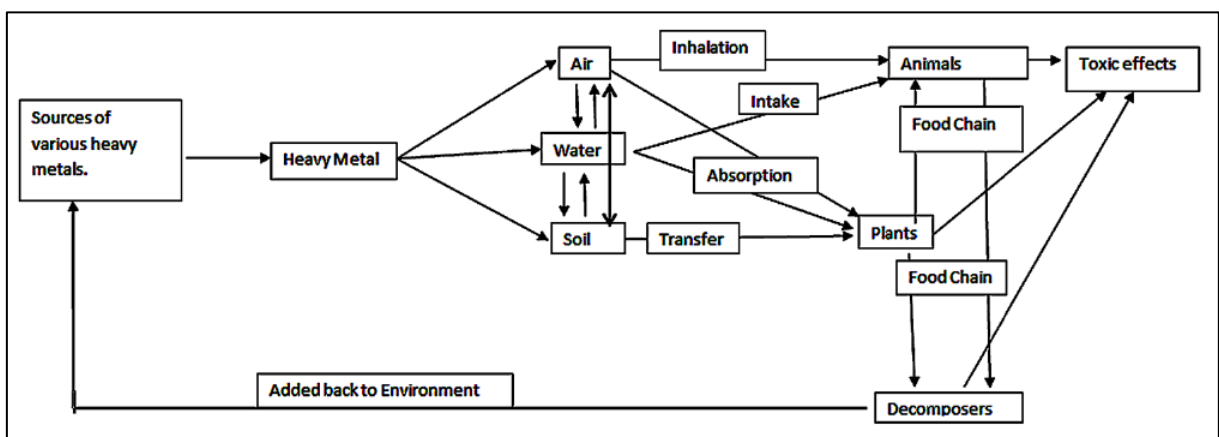 Inhalation
Air
Animals
Toxic effects
Sources of
various heavy
metals.
Intake
Food Chain
Heavy Metal
Water
Absorption
Soil
Transfer
Plants
Food Chain
Added back to Environment
Decomposers